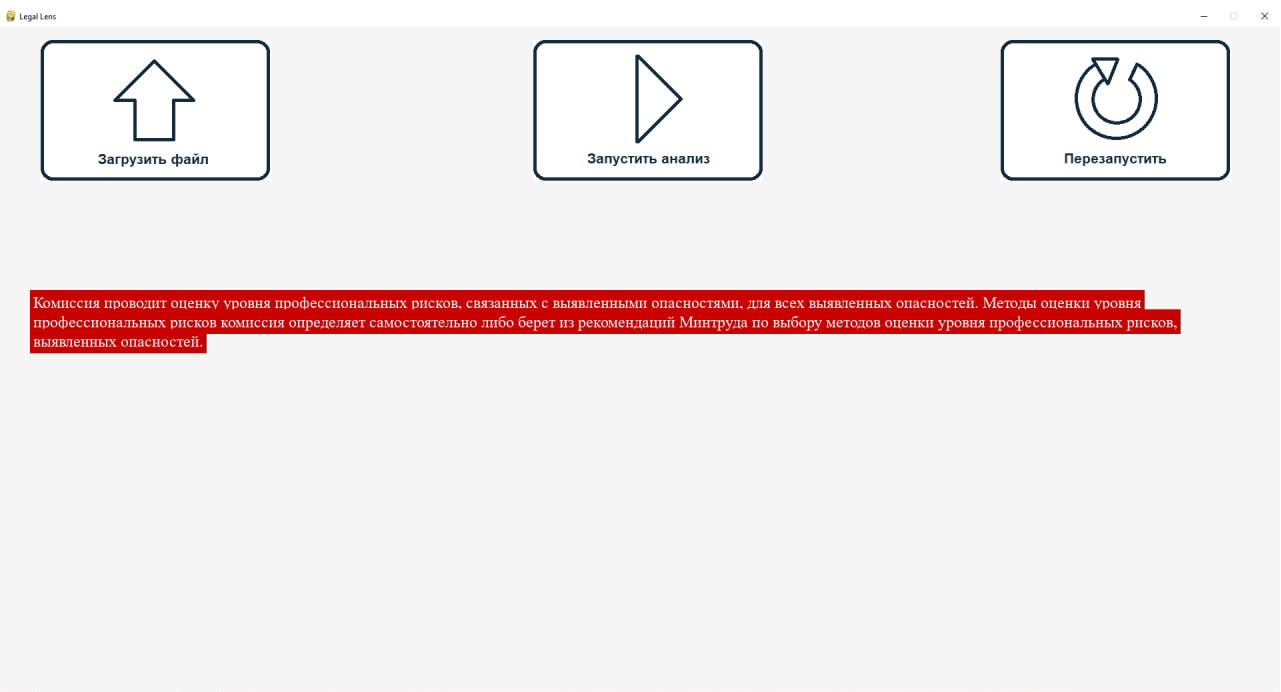 Legal Lens
Загрузить файл
Запустить анализ
Перезапустить
Комиссия проводит оценку уровня профессиональных рисков, связанных с выявленными опасностями, для всех выявленных опасностей. Методы оценки уровня
профессиональных рисков комиссия определяет самостоятельно либо берет из рекомендаций Минтруда по выбору методов оценки уровня профессиональных рисков,
выявленных опасностей.